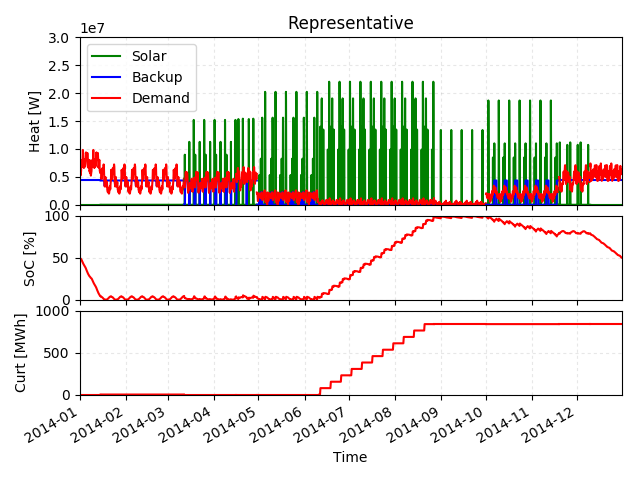 Representative
1e7
3.0
2.5
2.0
1.5
1.0
0.5
0.0
Heat [W]
Solar
Backup
Demand
100
50
0
SoC [%]
1000
500
0
Curt [MWh]
2014-01
2014-02
2014-03
2014-04
2014-05
2014-06
2014-07
2014-08
2014-09
2014-10
2014-11
2014-12
Time